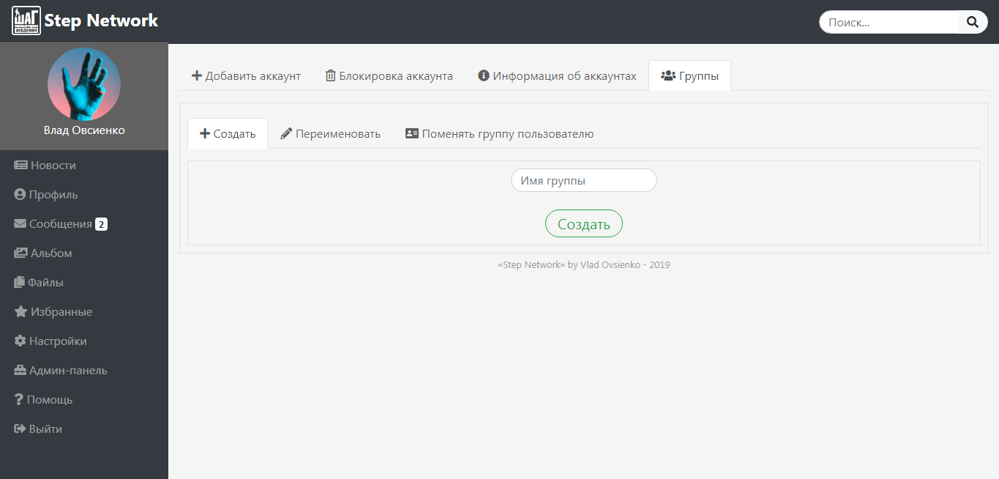 ШАГ
КОМПЬЮТЕРНАЯ
АКАДЕМИЯ
Step Network
Поиск...
Влад Овсиенко
Новости
Профиль
Сообщения 2
Альбом
Файлы
Избранные
Настройки
Админ-панель
Помощь
Выйти
Добавить аккаунт Блокировка аккаунта Информация об аккаунтах Группы
Создать Переименовать Поменять группу пользователю
Имя группы
Создать
«Step Network» by Vlad Ovsienko - 2019